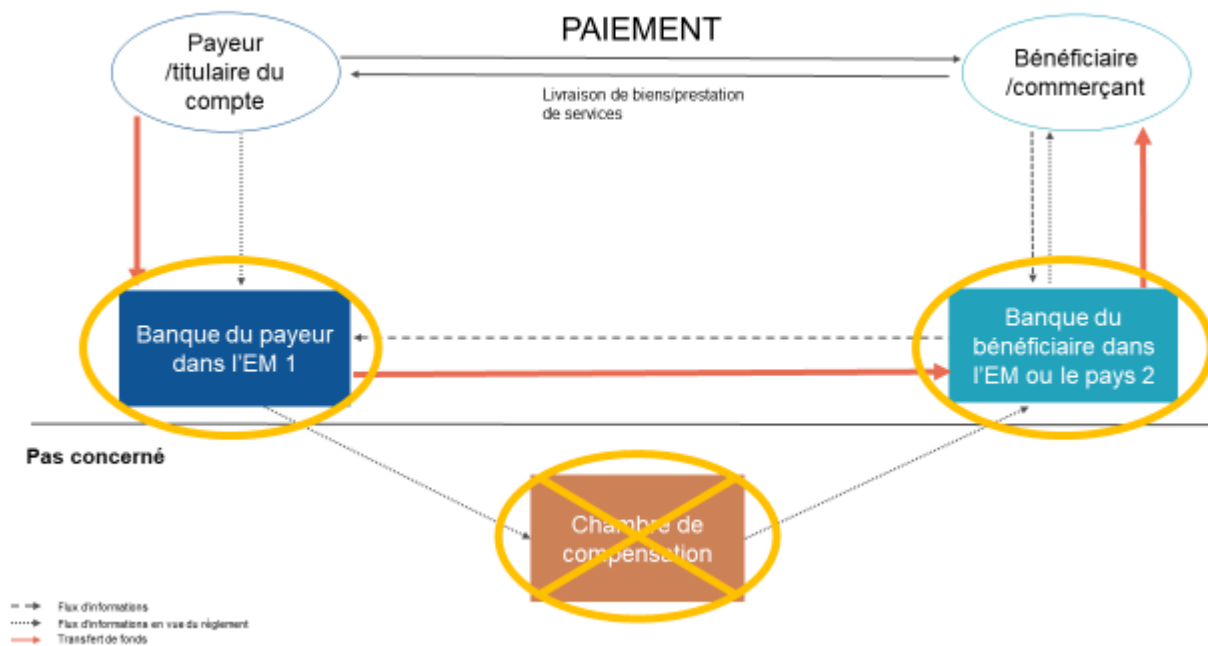 PAIEMENT
Payeur
/titulaire du
compte
Bénéficiaire
/commerçant
Livraison de biens/prestation
de services
Banque du payeur
dans l'EM 1
Banque du
bénéficiaire dans
l'EM ou le pays 2
Pas concerné
Chambre de
compensation
Flux d'informations
Flux d'informations en vue du règlement
Transfert de fonds